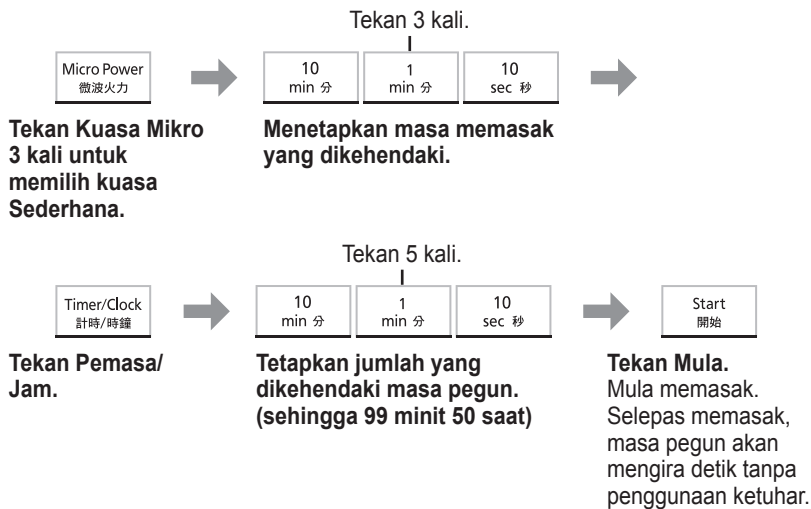 Tekan 3 kali.
Micro Power
微波火力
10
min 分
1
min 分
10
sec 秒
Tekan Kuasa Mikro
3 kali untuk
memilih kuasa
Sederhana.
Menetapkan masa memasak
yang dikehendaki.
Tekan 5 kali.
Timer/Clock
計時/時鐘
10
min 分
1
min 分
10
sec 秒
Start
開始
Tekan Pemasa/
Jam.
Tetapkan jumlah yang
dikehendaki masa pegun.
(sehingga 99 minit 50 saat)
Tekan Mula.
Mula memasak.
Selepas memasak,
masa pegun akan
mengira detik tanpa
penggunaan ketuhar.